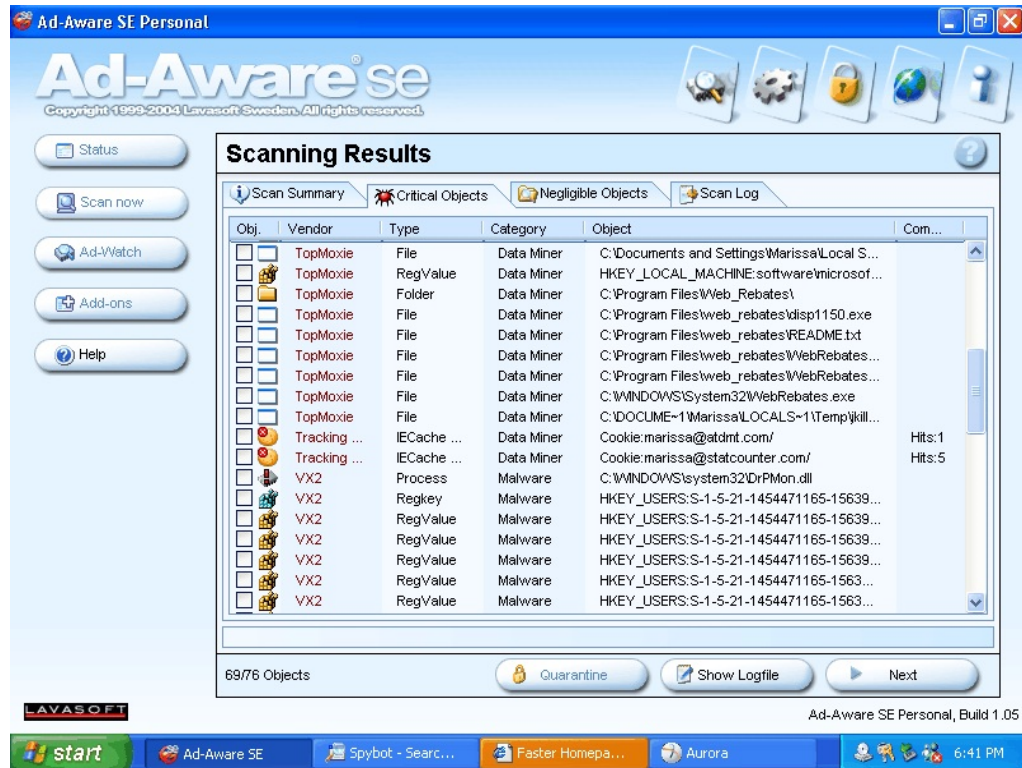 Ad-Aware SE Personal
Ad-Aware® SE
Copyright 1999-2004 Lavasoft Sweden. All rights reserved.
Status
Scan now
Ad-Watch
Add-ons
Help
Scanning Results
Scan Summary Critical Objects Negligible Objects Scan Log
Obj. Vendor Type Category Object Com...
TopMoxie File Data Miner C:\Documents and Settings\Marissa\Local S...
TopMoxie RegValue Data Miner HKEY_LOCAL_MACHINE:software\microsof...
TopMoxie Folder Data Miner C:\Program Files\Web_Rebates\
TopMoxie File Data Miner C:\Program Files\web_rebates\disp1150.exe
TopMoxie File Data Miner C:\Program Files\web_rebates\README.txt
TopMoxie File Data Miner C:\Program Files\web_rebates\WebRebates...
TopMoxie File Data Miner C:\Program Files\web_rebates\WebRebates...
TopMoxie File Data Miner C:\WINDOWS\System32\WebRebates.exe
TopMoxie File Data Miner C:\DOCUME~1\Marissa\LOCALS~1\Temp\jkill...
Tracking ... IECache ... Data Miner Cookie:marissa@atdmt.com/ Hits:1
Tracking ... IECache ... Data Miner Cookie:marissa@statcounter.com/ Hits:5
VX2 Process Malware C:\WINDOWS\system32\DrPMon.dll
VX2 Regkey Malware HKEY_USERS:S-1-5-21-1454471165-15639...
VX2 RegValue Malware HKEY_USERS:S-1-5-21-1454471165-15639...
VX2 RegValue Malware HKEY_USERS:S-1-5-21-1454471165-15639...
VX2 RegValue Malware HKEY_USERS:S-1-5-21-1454471165-15639...
VX2 RegValue Malware HKEY_USERS:S-1-5-21-1454471165-1563...
VX2 RegValue Malware HKEY_USERS:S-1-5-21-1454471165-1563...
69/76 Objects Quarantine Show Logfile Next
LAVASOFT Ad-Aware SE Personal, Build 1.05
start Ad-Aware SE Spybot - Searc... Faster Homepa... Aurora 6:41 PM